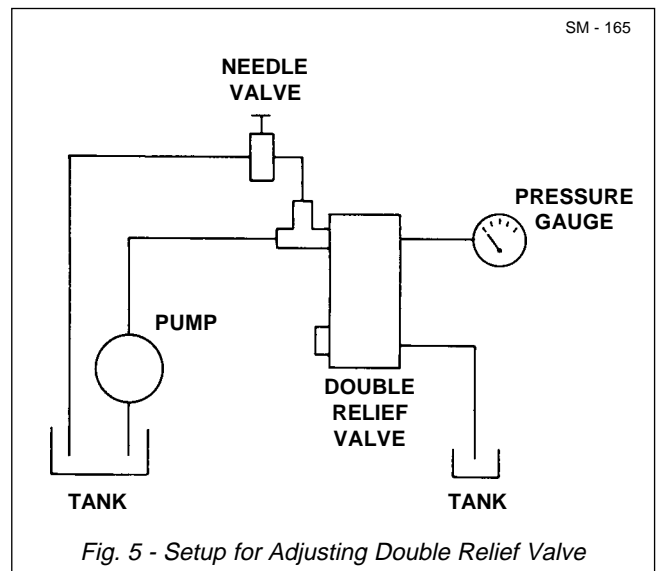 SM - 165
NEEDLE
VALVE
PRESSURE
GAUGE
PUMP
DOUBLE
RELIEF
VALVE
TANK
TANK
Fig. 5 - Setup for Adjusting Double Relief Valve